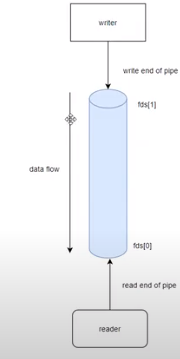 writer
write end of pipe
fds[1]
data flow
fds[0]
read end of pipe
reader